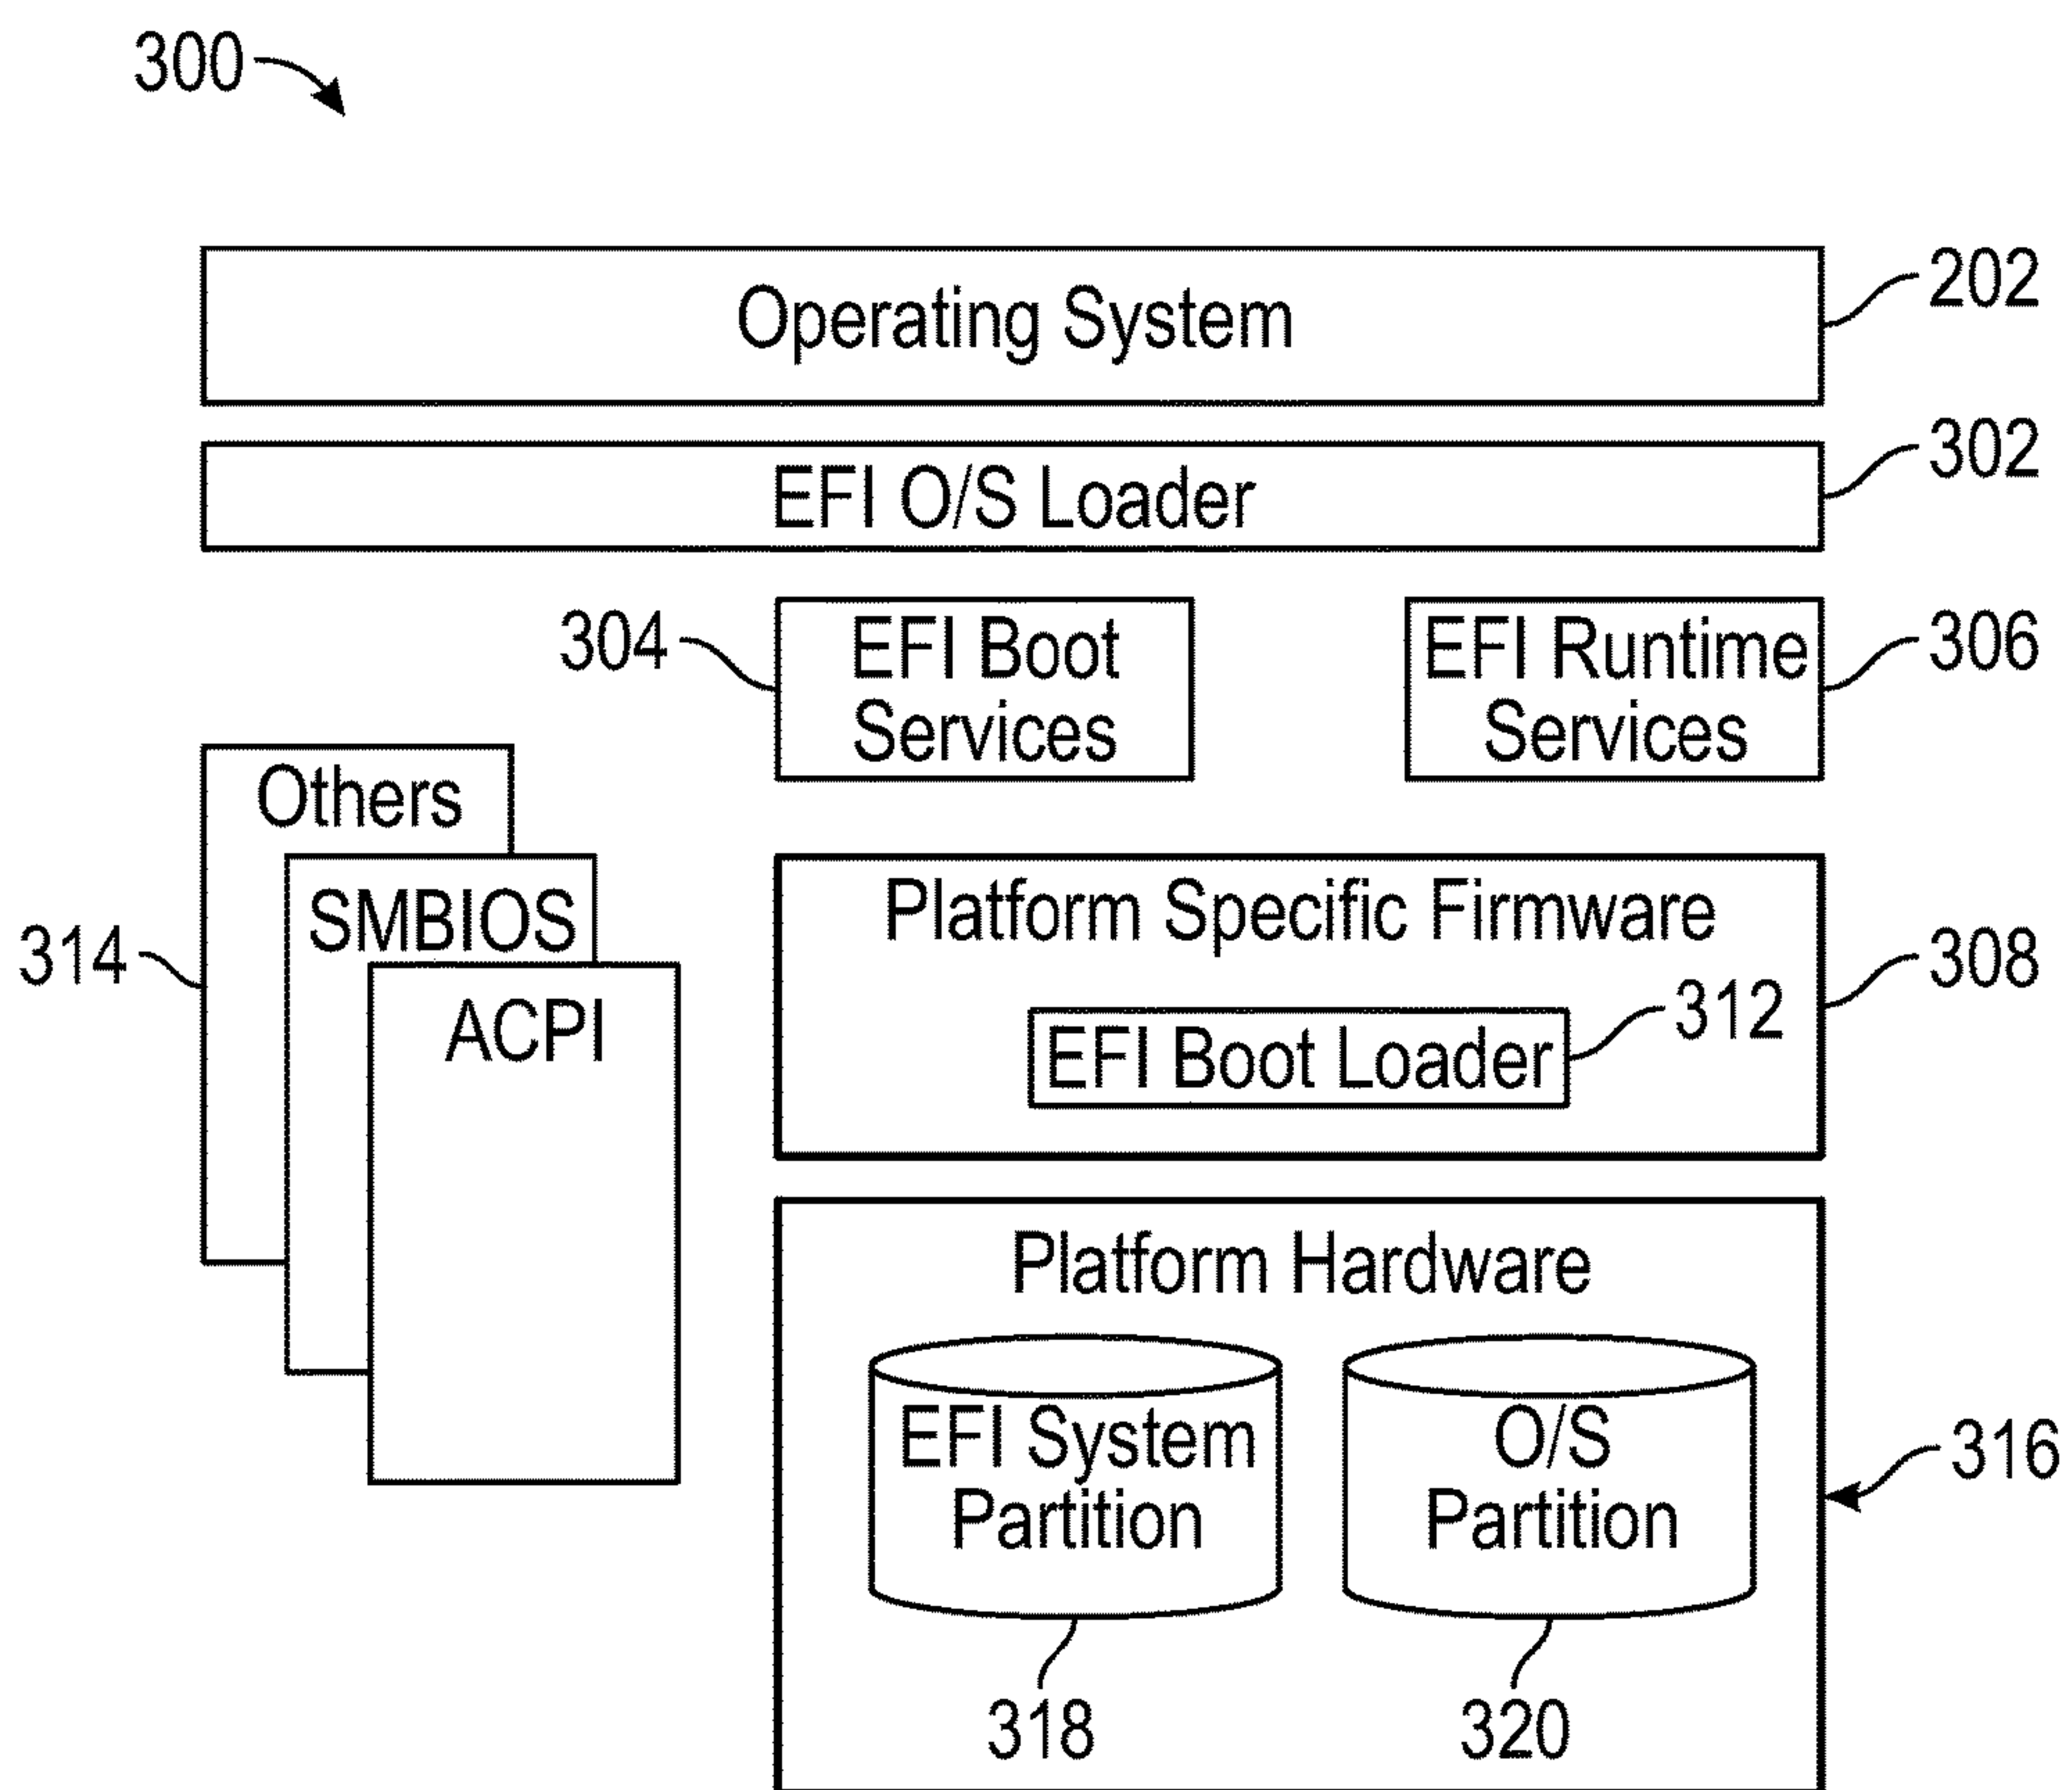 300
Operating System
202
EFI O/S Loader
302
304
EFI Boot
Services
EFI Runtime
Services
306
Others
SMBIOS
ACPI
314
Platform Specific Firmware
308
EFI Boot Loader
312
Platform Hardware
EFI System
Partition
O/S
Partition
316
318
320